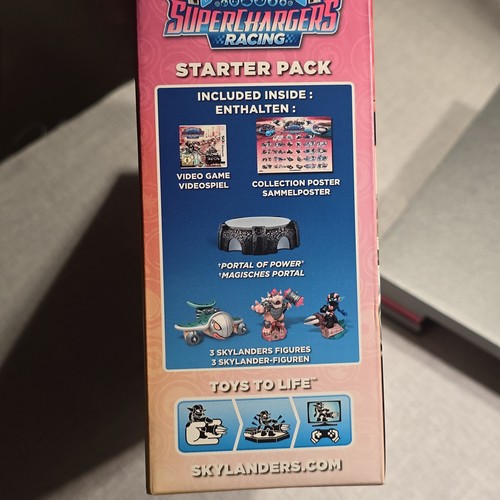 SUPERCHARGERS
RACING
STARTER PACK
INCLUDED INSIDE :
ENTHALTEN :
VIDEO GAME
VIDEOSPIEL
COLLECTION POSTER
SAMMELPOSTER
†PORTAL OF POWER†
†MAGISCHES PORTAL
3 SKYLANDERS FIGURES
3 SKYLANDER-FIGUREN
TOYS TO LIFE™
SKYLANDERS.COM